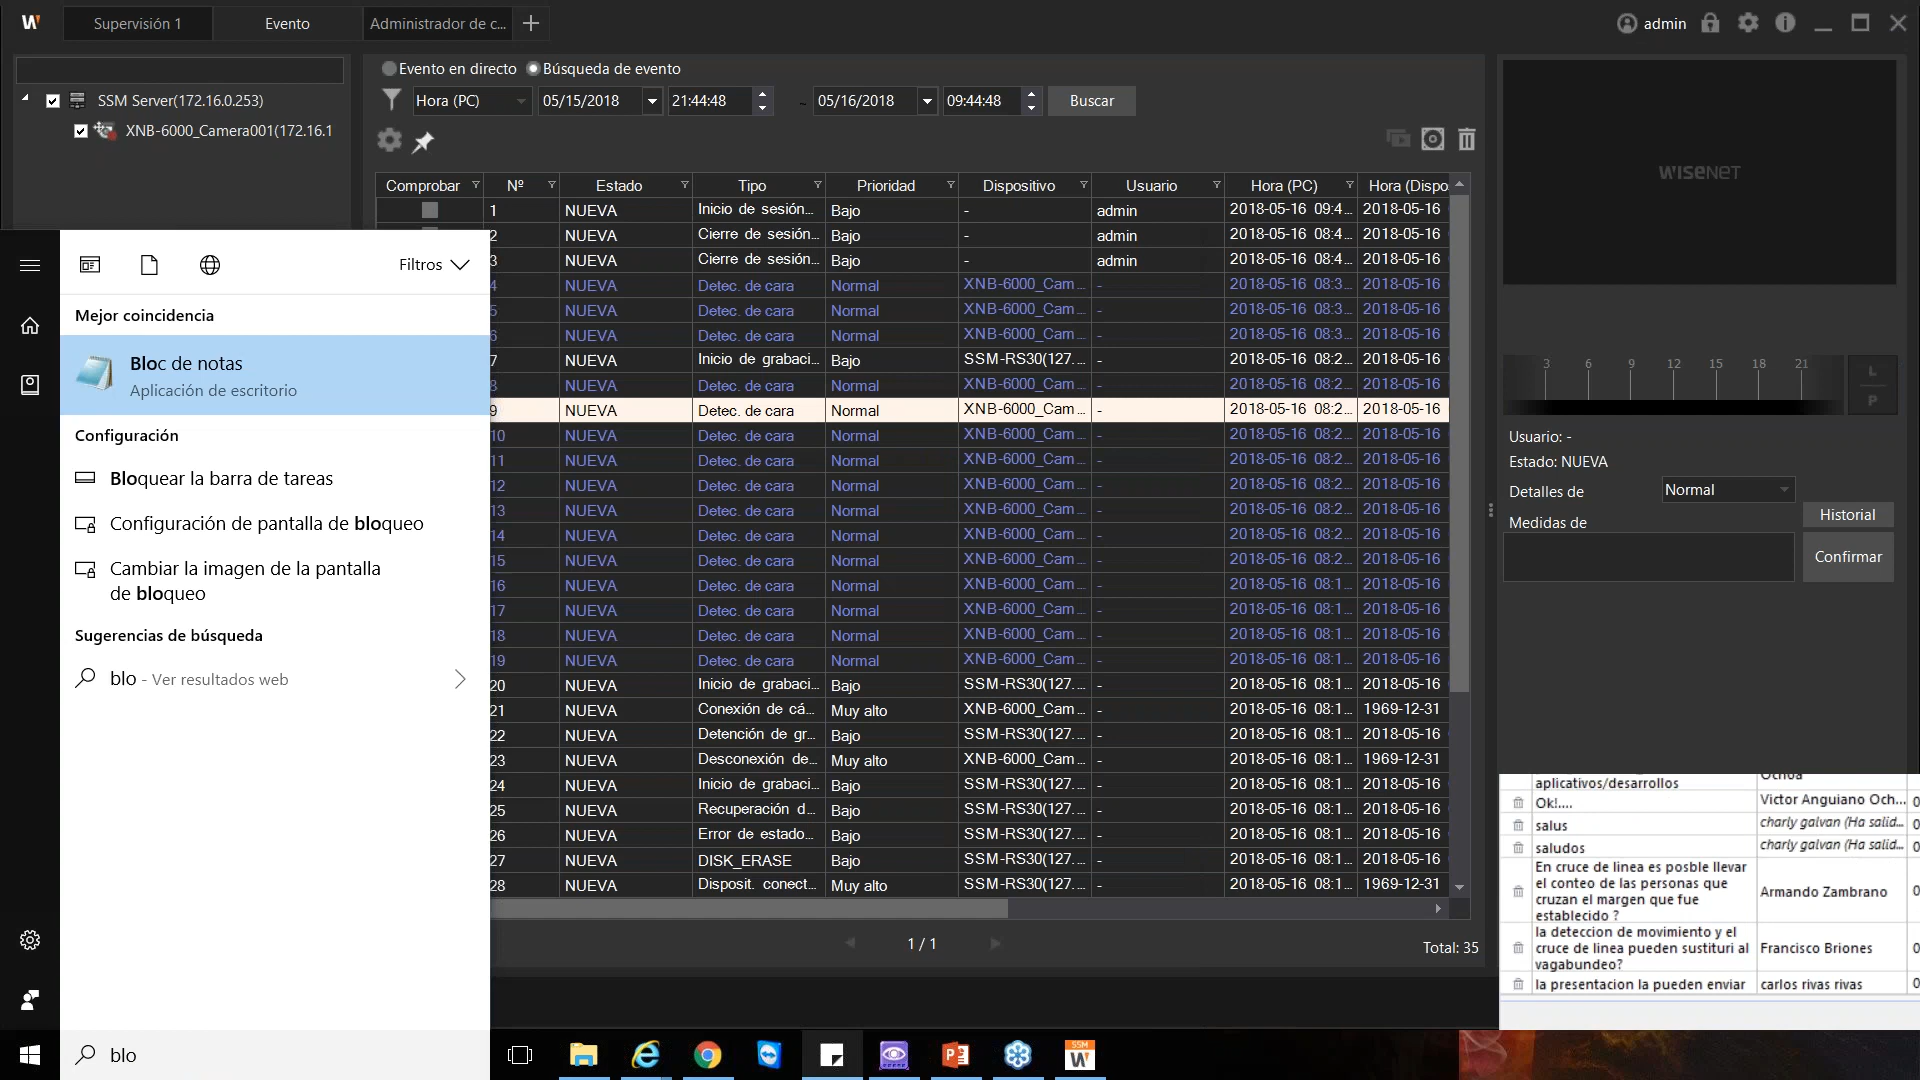 W Supervisión 1 Evento Administrador de c... + admin
SSM Server(172.16.0.253)
XNB-6000_Camera001(172.16.1
Evento en directo Búsqueda de evento
Hora (PC) 05/15/2018 21:44:48 ~ 05/16/2018 09:44:48 Buscar
Comprobar Nº Estado Tipo Prioridad Dispositivo Usuario Hora (PC) Hora (Dispo
1 NUEVA Inicio de sesión... Bajo - admin 2018-05-16 09:4... 2018-05-16
2 NUEVA Cierre de sesión... Bajo - admin 2018-05-16 08:4... 2018-05-16
3 NUEVA Cierre de sesión... Bajo - admin 2018-05-16 08:4... 2018-05-16
4 NUEVA Detec. de cara Normal XNB-6000_Cam... - 2018-05-16 08:3... 2018-05-16
5 NUEVA Detec. de cara Normal XNB-6000_Cam... - 2018-05-16 08:3... 2018-05-16
6 NUEVA Detec. de cara Normal XNB-6000_Cam... - 2018-05-16 08:3... 2018-05-16
7 NUEVA Inicio de grabaci... Bajo SSM-RS30(127.... - 2018-05-16 08:2... 2018-05-16
8 NUEVA Detec. de cara Normal XNB-6000_Cam... - 2018-05-16 08:2... 2018-05-16
9 NUEVA Detec. de cara Normal XNB-6000_Cam... - 2018-05-16 08:2... 2018-05-16
10 NUEVA Detec. de cara Normal XNB-6000_Cam... - 2018-05-16 08:2... 2018-05-16
11 NUEVA Detec. de cara Normal XNB-6000_Cam... - 2018-05-16 08:2... 2018-05-16
12 NUEVA Detec. de cara Normal XNB-6000_Cam... - 2018-05-16 08:2... 2018-05-16
13 NUEVA Detec. de cara Normal XNB-6000_Cam... - 2018-05-16 08:2... 2018-05-16
14 NUEVA Detec. de cara Normal XNB-6000_Cam... - 2018-05-16 08:2... 2018-05-16
15 NUEVA Detec. de cara Normal XNB-6000_Cam... - 2018-05-16 08:2... 2018-05-16
16 NUEVA Detec. de cara Normal XNB-6000_Cam... - 2018-05-16 08:1... 2018-05-16
17 NUEVA Detec. de cara Normal XNB-6000_Cam... - 2018-05-16 08:1... 2018-05-16
18 NUEVA Detec. de cara Normal XNB-6000_Cam... - 2018-05-16 08:1... 2018-05-16
19 NUEVA Detec. de cara Normal XNB-6000_Cam... - 2018-05-16 08:1... 2018-05-16
20 NUEVA Inicio de grabaci... Bajo SSM-RS30(127.... - 2018-05-16 08:1... 2018-05-16
21 NUEVA Conexión de cá... Muy alto XNB-6000_Cam... - 2018-05-16 08:1... 1969-12-31
22 NUEVA Detención de gr... Bajo SSM-RS30(127.... - 2018-05-16 08:1... 2018-05-16
23 NUEVA Desconexión de... Muy alto XNB-6000_Cam... - 2018-05-16 08:1... 1969-12-31
24 NUEVA Inicio de grabaci... Bajo SSM-RS30(127.... - 2018-05-16 08:1... 2018-05-16
25 NUEVA Recuperación d... Bajo SSM-RS30(127.... - 2018-05-16 08:1... 2018-05-16
26 NUEVA Error de estado... Bajo SSM-RS30(127.... - 2018-05-16 08:1... 2018-05-16
27 NUEVA DISK_ERASE Bajo SSM-RS30(127.... - 2018-05-16 08:1... 2018-05-16
28 NUEVA Disposit. conect... Muy alto SSM-RS30(127.... - 2018-05-16 08:1... 1969-12-31
1 / 1
Total: 35
Filtros
Mejor coincidencia
Bloc de notas
Aplicación de escritorio
Configuración
Bloquear la barra de tareas
Configuración de pantalla de bloqueo
Cambiar la imagen de la pantalla
de bloqueo
Sugerencias de búsqueda
blo - Ver resultados web
WISENET
3 6 9 12 15 18 21
L
P
Usuario: -
Estado: NUEVA
Detalles de Normal
Medidas de
Historial
Confirmar
aplicativos/desarrollos Ochoa
Ok!.... Victor Anguiano Och... 0
salus charly galvan (Ha salid... 0
saludos charly galvan (Ha salid... 0
En cruce de linea es posble llevar
el conteo de las personas que
cruzan el margen que fue
establecido ?
Armando Zambrano 0
la deteccion de movimiento y el
cruce de linea pueden sustituri al
vagabundeo?
Francisco Briones 0
la presentacion la pueden enviar carlos rivas rivas 0
blo
SSM
W